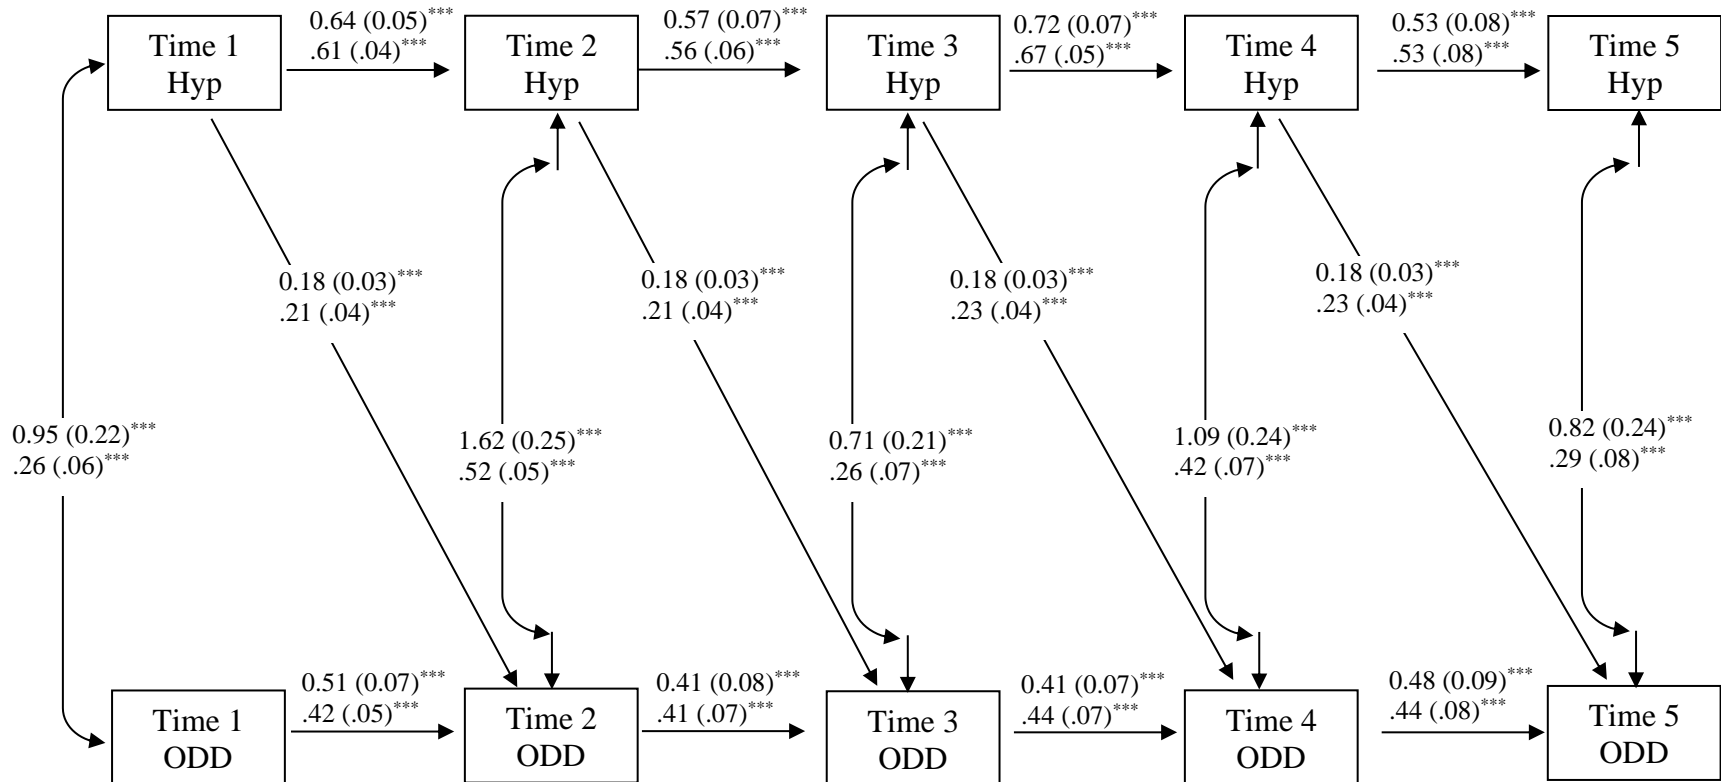 0.64 (0.05)***
.61 (.04)***
0.57 (0.07)***
.56 (.06)***
0.72 (0.07)***
.67 (.05)***
0.53 (0.08)***
.53 (.08)***
Time 1
Hyp
Time 2
Hyp
Time 3
Hyp
Time 4
Hyp
Time 5
Hyp
0.18 (0.03)***
.21 (.04)***
0.18 (0.03)***
.21 (.04)***
0.18 (0.03)***
.23 (.04)***
0.18 (0.03)***
.23 (.04)***
0.95 (0.22)***
.26 (.06)***
1.62 (0.25)***
.52 (.05)***
0.71 (0.21)***
.26 (.07)***
1.09 (0.24)***
.42 (.07)***
0.82 (0.24)***
.29 (.08)***
0.51 (0.07)***
.42 (.05)***
0.41 (0.08)***
.41 (.07)***
0.41 (0.07)***
.44 (.07)***
0.48 (0.09)***
.44 (.08)***
Time 1
ODD
Time 2
ODD
Time 3
ODD
Time 4
ODD
Time 5
ODD